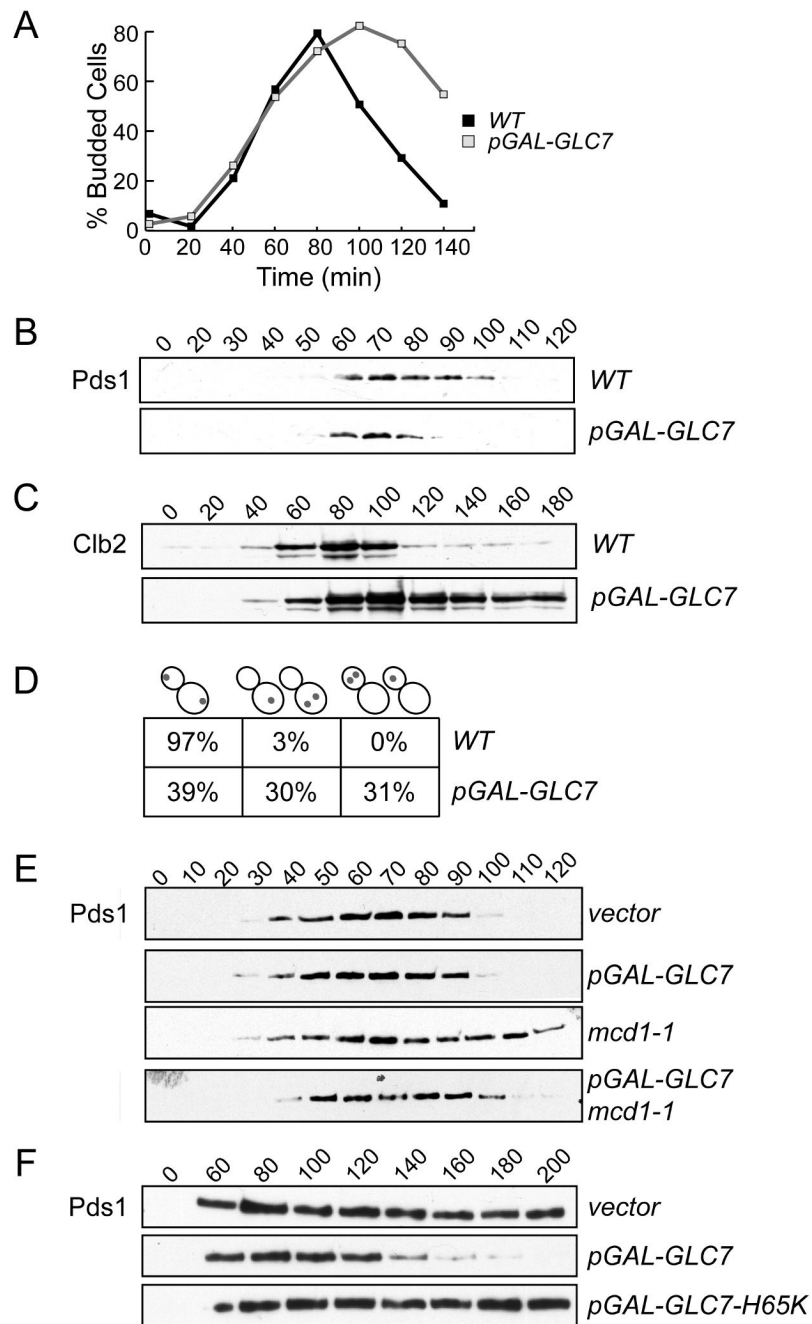 A
% Budded Cells
80
60
40
20
0
0 20 40 60 80 100 120 140
Time (min)
WT
pGAL-GLC7
B
0 20 30 40 50 60 70 80 90 100 110 120
Pds1
WT
pGAL-GLC7
C
0 20 40 60 80 100 120 140 160 180
Clb2
WT
pGAL-GLC7
D
97% 3% 0% WT
39% 30% 31% pGAL-GLC7
E
0 10 20 30 40 50 60 70 80 90 100 110 120
Pds1
vector
pGAL-GLC7
mcd1-1
pGAL-GLC7
mcd1-1
F
0 60 80 100 120 140 160 180 200
Pds1
vector
pGAL-GLC7
pGAL-GLC7-H65K